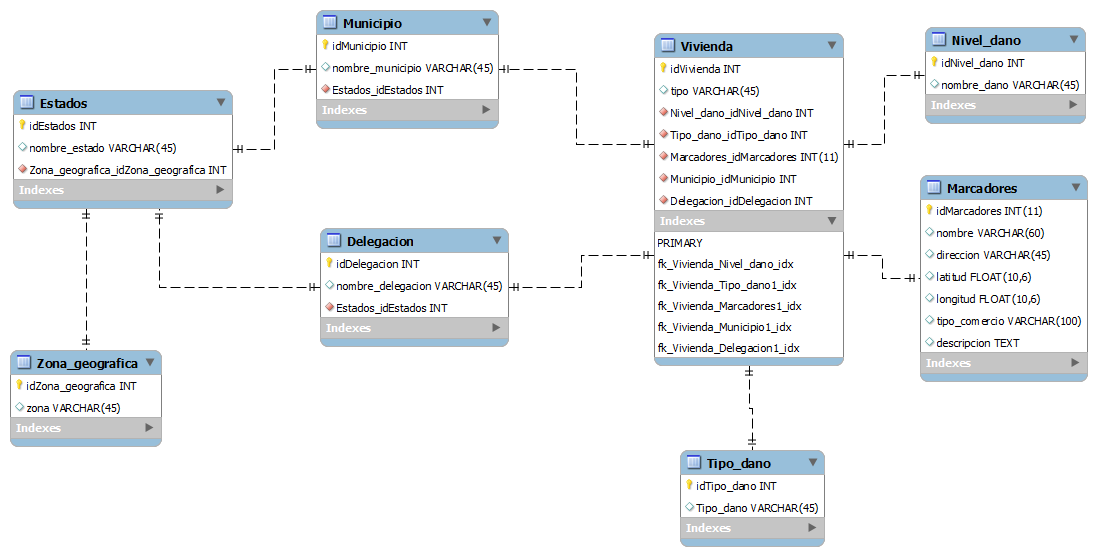 Estados
idEstados INT
nombre_estado VARCHAR(45)
Zona_geografica_idZona_geografica INT
Indexes
Zona_geografica
idZona_geografica INT
zona VARCHAR(45)
Indexes
Municipio
idMunicipio INT
nombre_municipio VARCHAR(45)
Estados_idEstados INT
Indexes
Delegacion
idDelegacion INT
nombre_delegacion VARCHAR(45)
Estados_idEstados INT
Indexes
Vivienda
idVivienda INT
tipo VARCHAR(45)
Nivel_dano_idNivel_dano INT
Tipo_dano_idTipo_dano INT
Marcadores_idMarcadores INT(11)
Municipio_idMunicipio INT
Delegacion_idDelegacion INT
Indexes
PRIMARY
fk_Vivienda_Nivel_dano_idx
fk_Vivienda_Tipo_dano1_idx
fk_Vivienda_Marcadores1_idx
fk_Vivienda_Municipio1_idx
fk_Vivienda_Delegacion1_idx
Tipo_dano
idTipo_dano INT
Tipo_dano VARCHAR(45)
Indexes
Nivel_dano
idNivel_dano INT
nombre_dano VARCHAR(45)
Indexes
Marcadores
idMarcadores INT(11)
nombre VARCHAR(60)
direccion VARCHAR(45)
latitud FLOAT(10,6)
longitud FLOAT(10,6)
tipo_comercio VARCHAR(100)
descripcion TEXT
Indexes